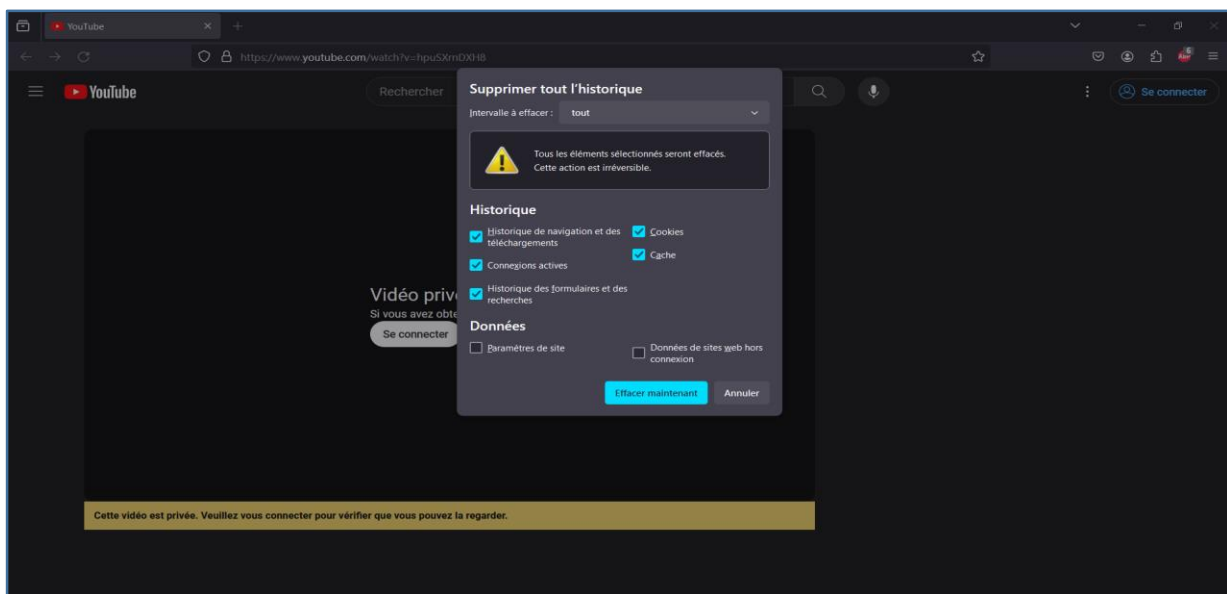 YouTube
https://www.youtube.com/watch?v=hpuSXmDXH8
YouTube
Rechercher
Se connecter
Supprimer tout l'historique
Intervalle à effacer : tout
Tous les éléments sélectionnés seront effacés.
Cette action est irréversible.
Historique
Historique de navigation et des
téléchargements
Cookies
Cache
Connexions actives
Historique des formulaires et des
recherches
Données
Paramètres de site
Données de sites web hors
connexion
Effacer maintenant
Annuler
Vidéo priv
Si vous avez obte
Se connecter
Cette vidéo est privée. Veuillez vous connecter pour vérifier que vous pouvez la regarder.